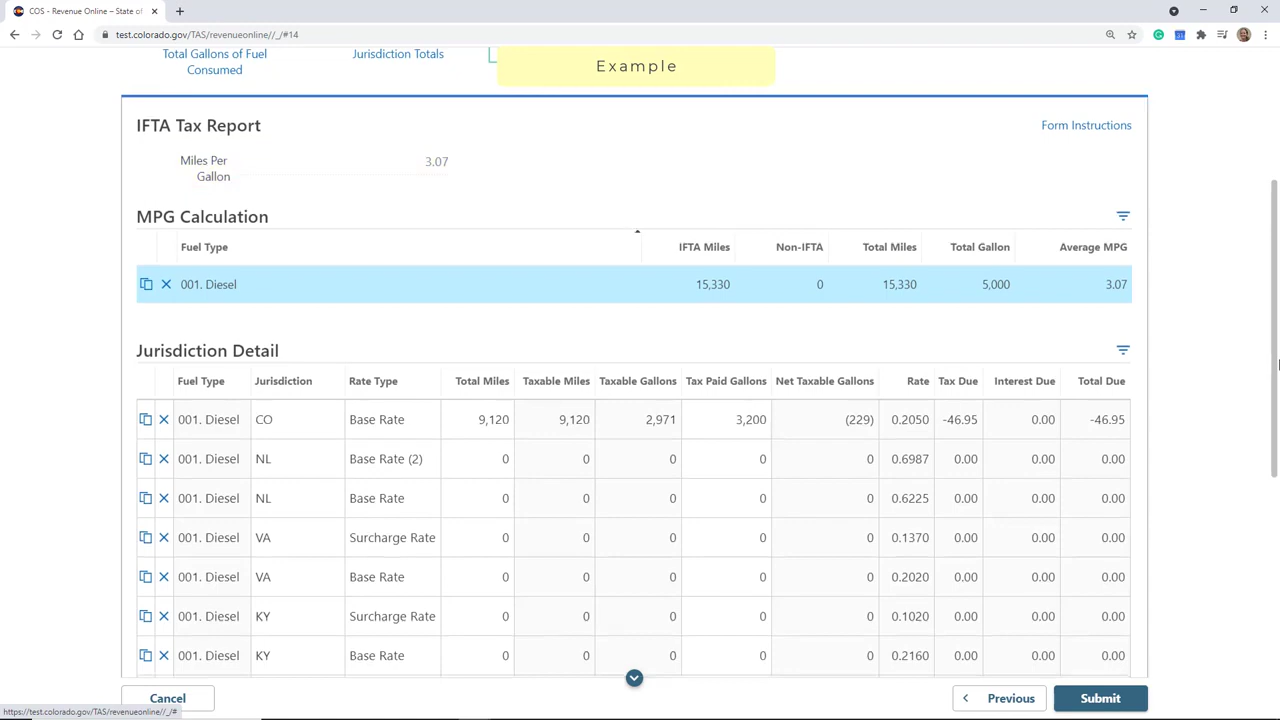 COS - Revenue Online – State of
test.colorado.gov/TAS/revenueonline//_/#14
Total Gallons of Fuel
Consumed
Jurisdiction Totals
Example
IFTA Tax Report
Form Instructions
Miles Per
Gallon
3.07
MPG Calculation
Fuel Type IFTA Miles Non-IFTA Total Miles Total Gallon Average MPG
001. Diesel 15,330 0 15,330 5,000 3.07
Jurisdiction Detail
Fuel Type Jurisdiction Rate Type Total Miles Taxable Miles Taxable Gallons Tax Paid Gallons Net Taxable Gallons Rate Tax Due Interest Due Total Due
001. Diesel CO Base Rate 9,120 9,120 2,971 3,200 (229) 0.2050 -46.95 0.00 -46.95
001. Diesel NL Base Rate (2) 0 0 0 0 0 0.6987 0.00 0.00 0.00
001. Diesel NL Base Rate 0 0 0 0 0 0.6225 0.00 0.00 0.00
001. Diesel VA Surcharge Rate 0 0 0 0 0 0.1370 0.00 0.00 0.00
001. Diesel VA Base Rate 0 0 0 0 0 0.2020 0.00 0.00 0.00
001. Diesel KY Surcharge Rate 0 0 0 0 0 0.1020 0.00 0.00 0.00
001. Diesel KY Base Rate 0 0 0 0 0 0.2160 0.00 0.00 0.00
Cancel
Previous
Submit
https://test.colorado.gov/TAS/revenueonline//_/#